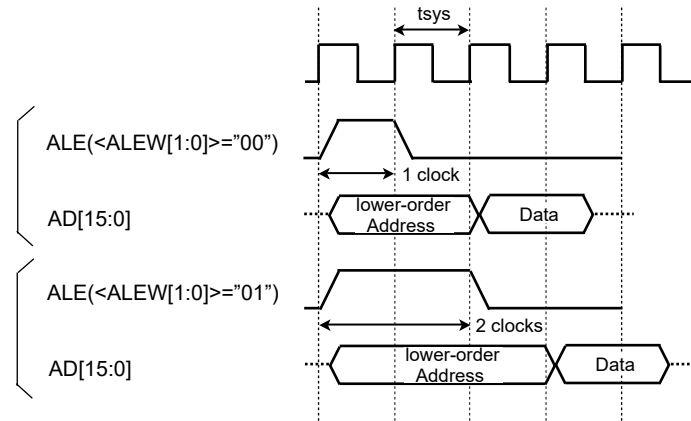 tsys
ALE(<ALEW[1:0]>=”00”)
1 clock
AD[15:0]
lower-order
Address
Data
ALE(<ALEW[1:0]>=”01”)
2 clocks
AD[15:0]
lower-order
Address
Data